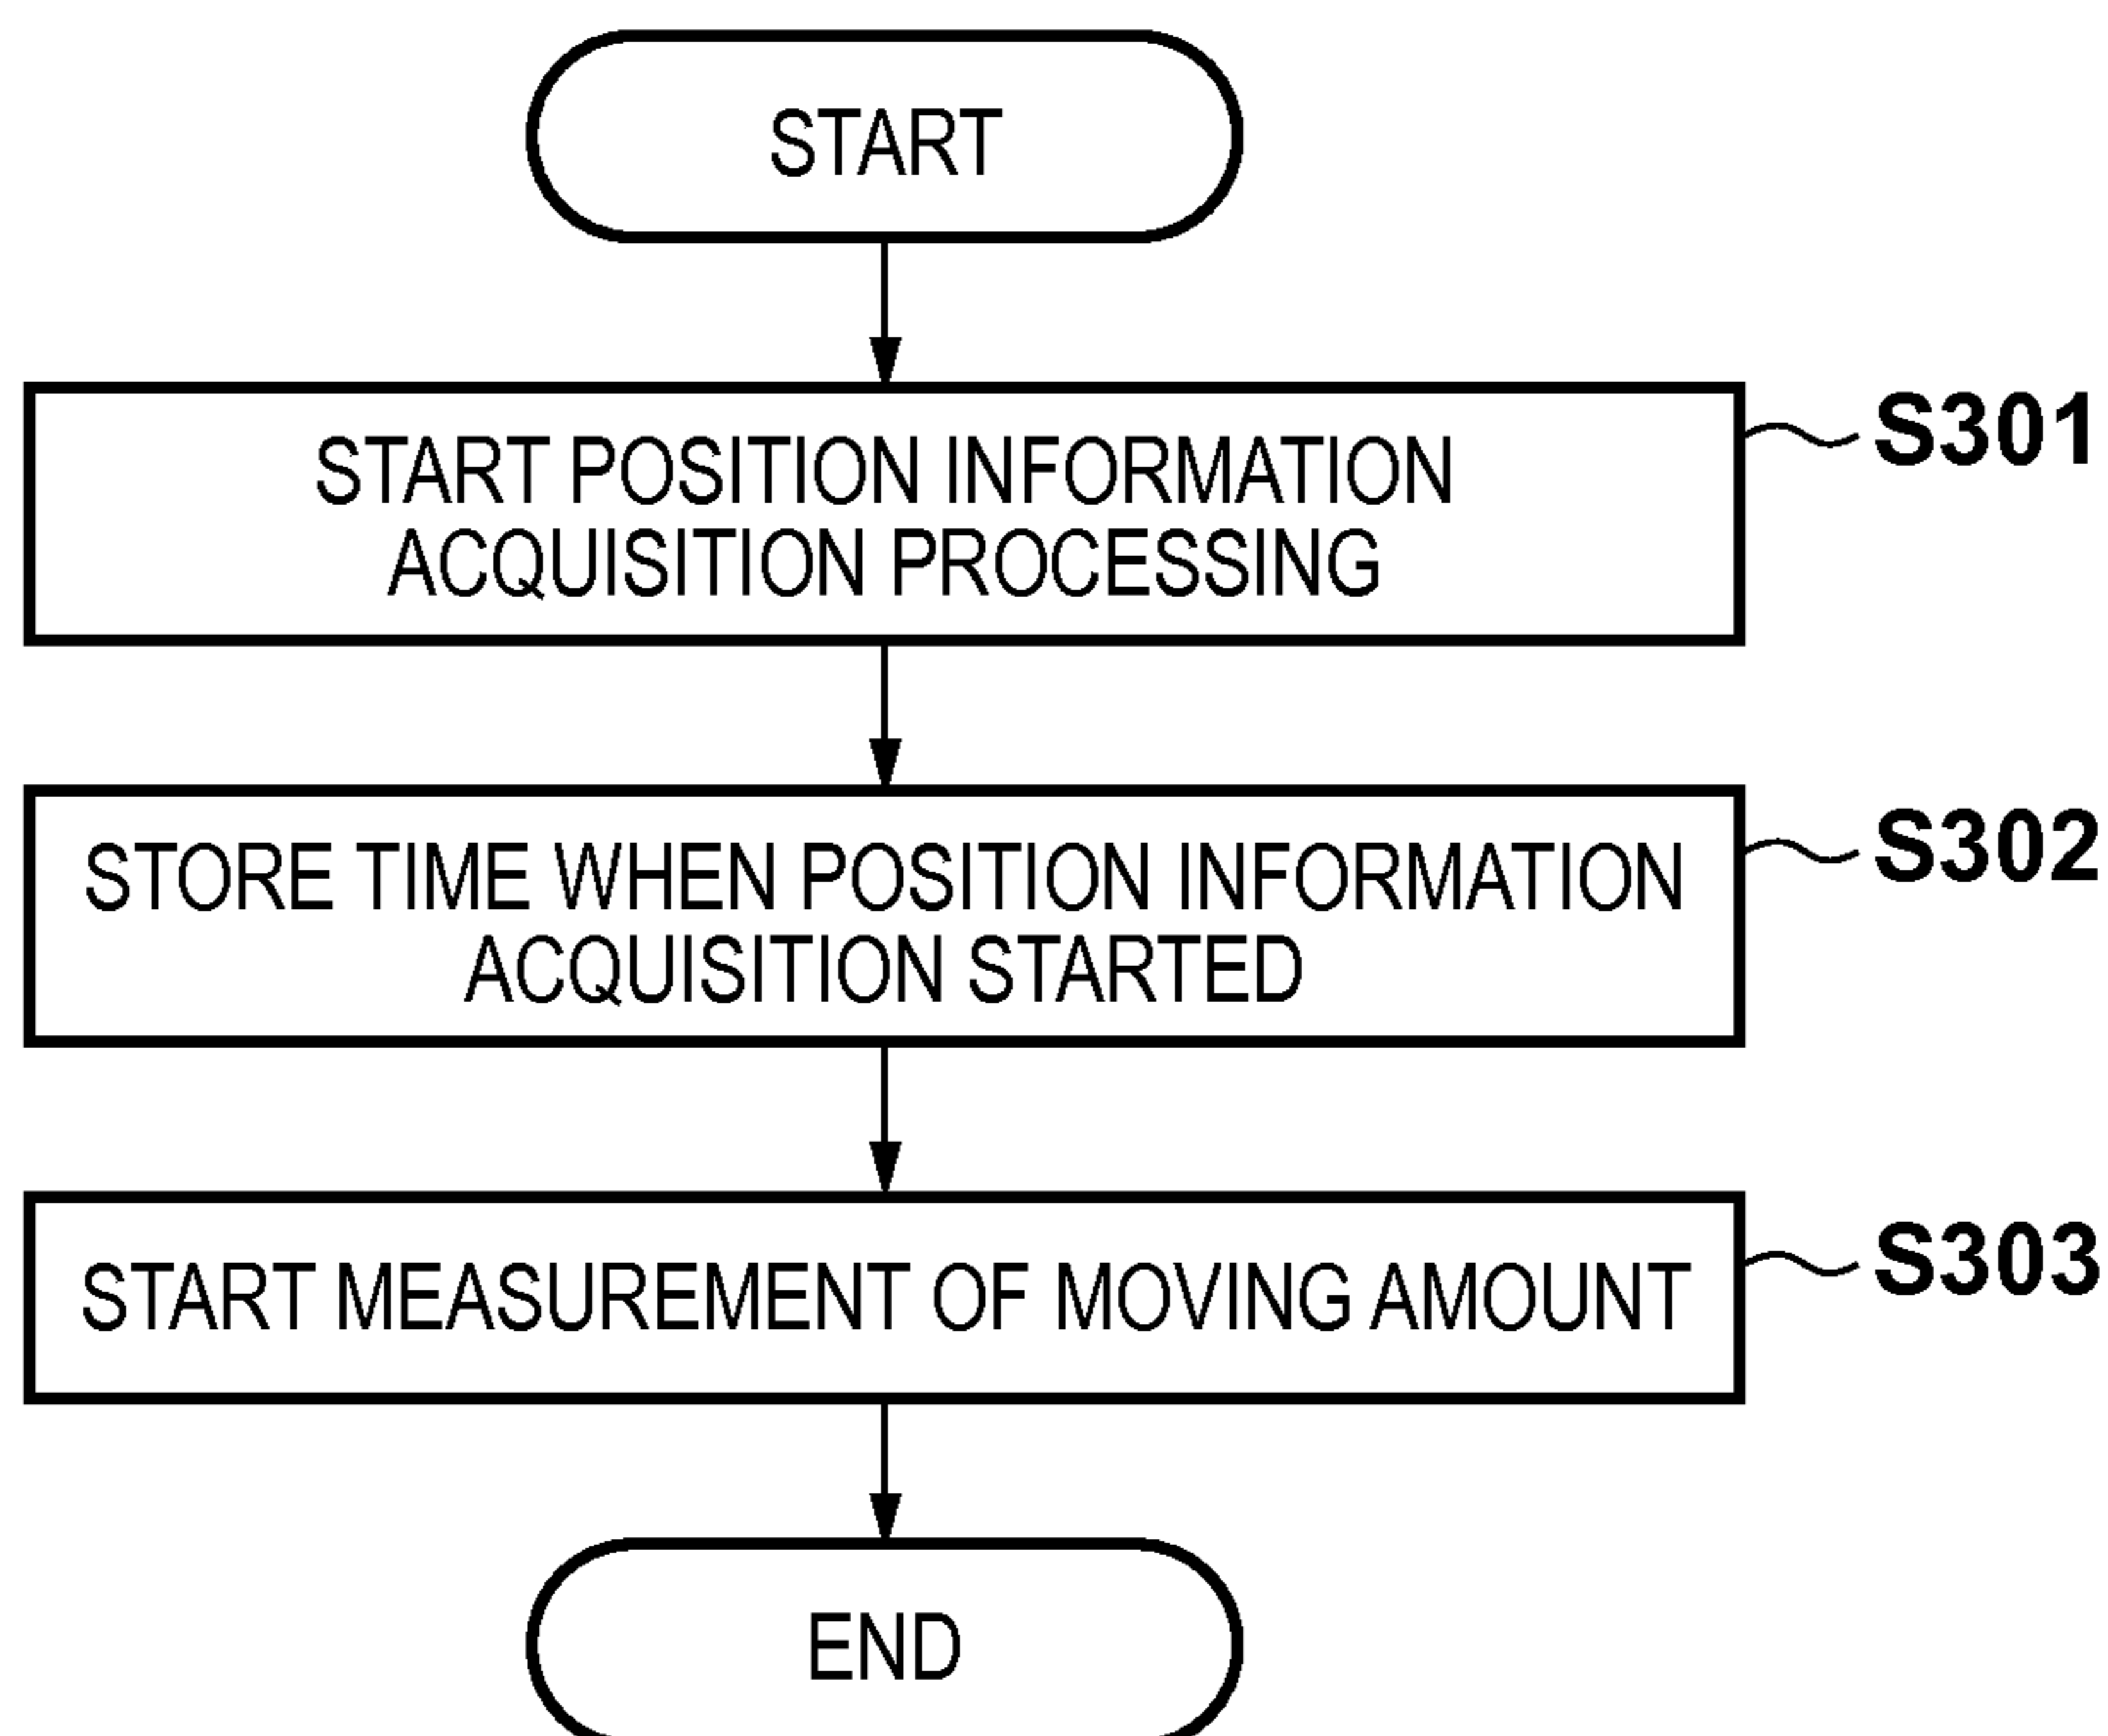 START
START POSITION INFORMATION
ACQUISITION PROCESSING
S301
STORE TIME WHEN POSITION INFORMATION
ACQUISITION STARTED
S302
START MEASUREMENT OF MOVING AMOUNT
S303
END